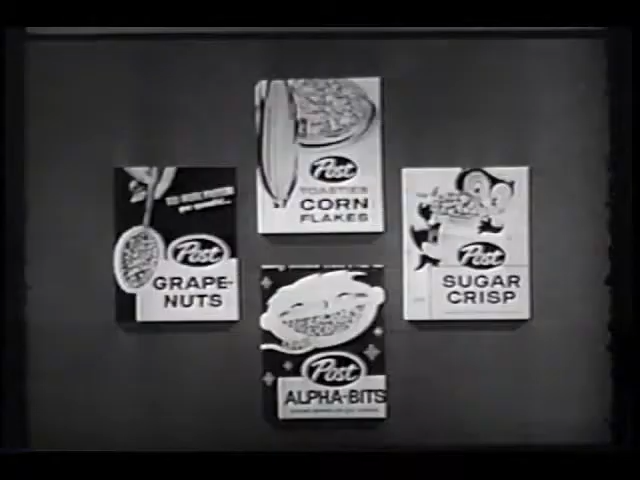 Post
TOASTIES
CORN
FLAKES
Post
GRAPE-
NUTS
Post
SUGAR
CRISP
Post
ALPHA-BITS